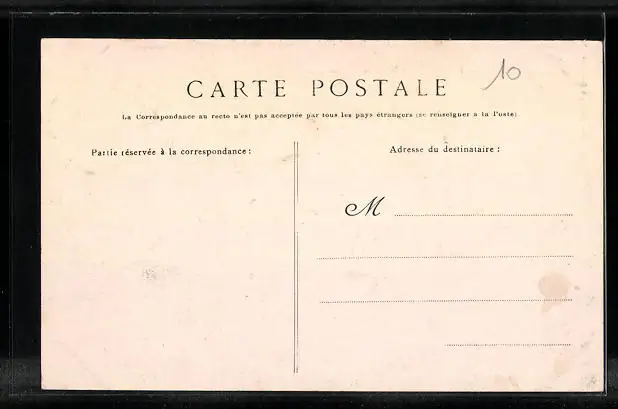 10
CARTE POSTALE
La Correspondance au recto n'est pas acceptée par tous les pays étrangers (se renseigner à la Poste)
Partie réservée à la correspondance :
Adresse du destinataire :
M